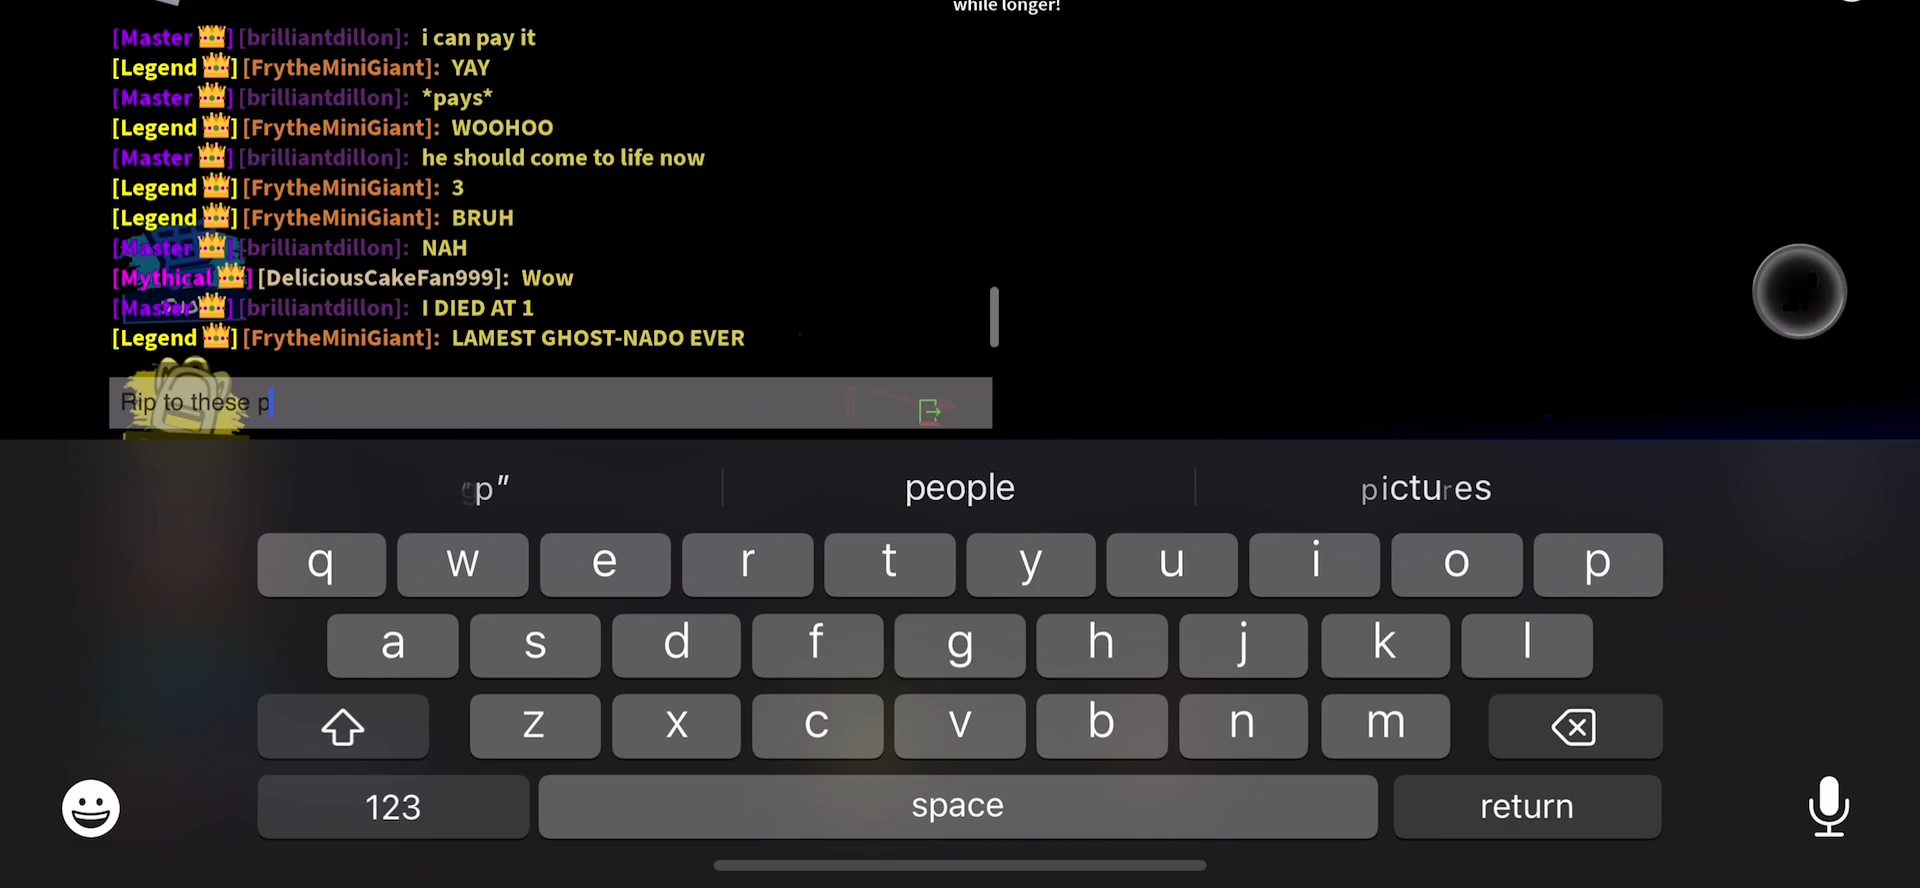 while longer!
[Master 👑] [brilliantdillon]: i can pay it
[Legend 👑] [FrytheMiniGiant]: YAY
[Master 👑] [brilliantdillon]: *pays*
[Legend 👑] [FrytheMiniGiant]: WOOHOO
[Master 👑] [brilliantdillon]: he should come to life now
[Legend 👑] [FrytheMiniGiant]: 3
[Legend 👑] [FrytheMiniGiant]: BRUH
[Master 👑] [brilliantdillon]: NAH
[Mythical 👑] [DeliciousCakeFan999]: Wow
[Master 👑] [brilliantdillon]: I DIED AT 1
[Legend 👑] [FrytheMiniGiant]: LAMEST GHOST-NADO EVER
Rip to these p
"p" people pictures
q w e r t y u i o p
a s d f g h j k l
z x c v b n m
123 space return